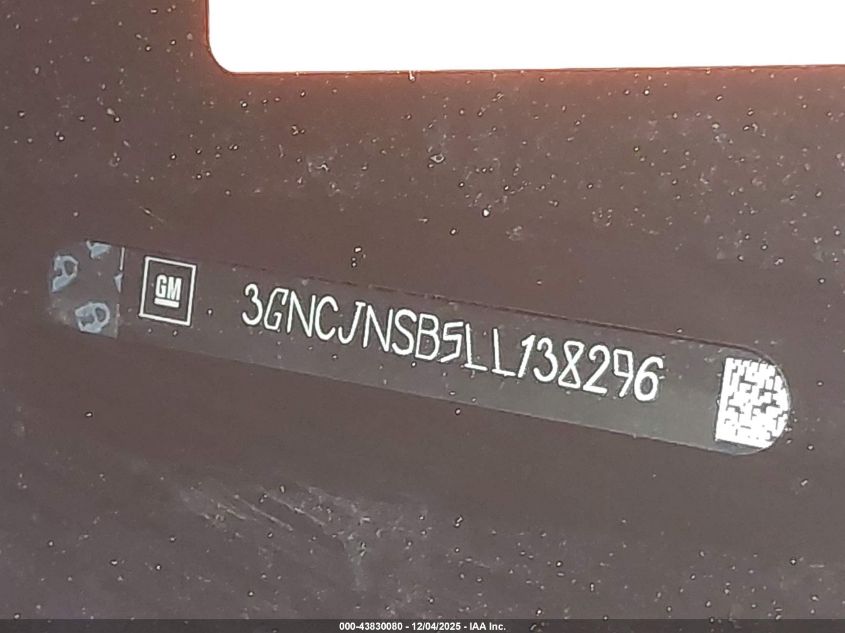 GM
3GNCJNSB5LL138296
000-43830080 - 12/04/2025 - IAA Inc.